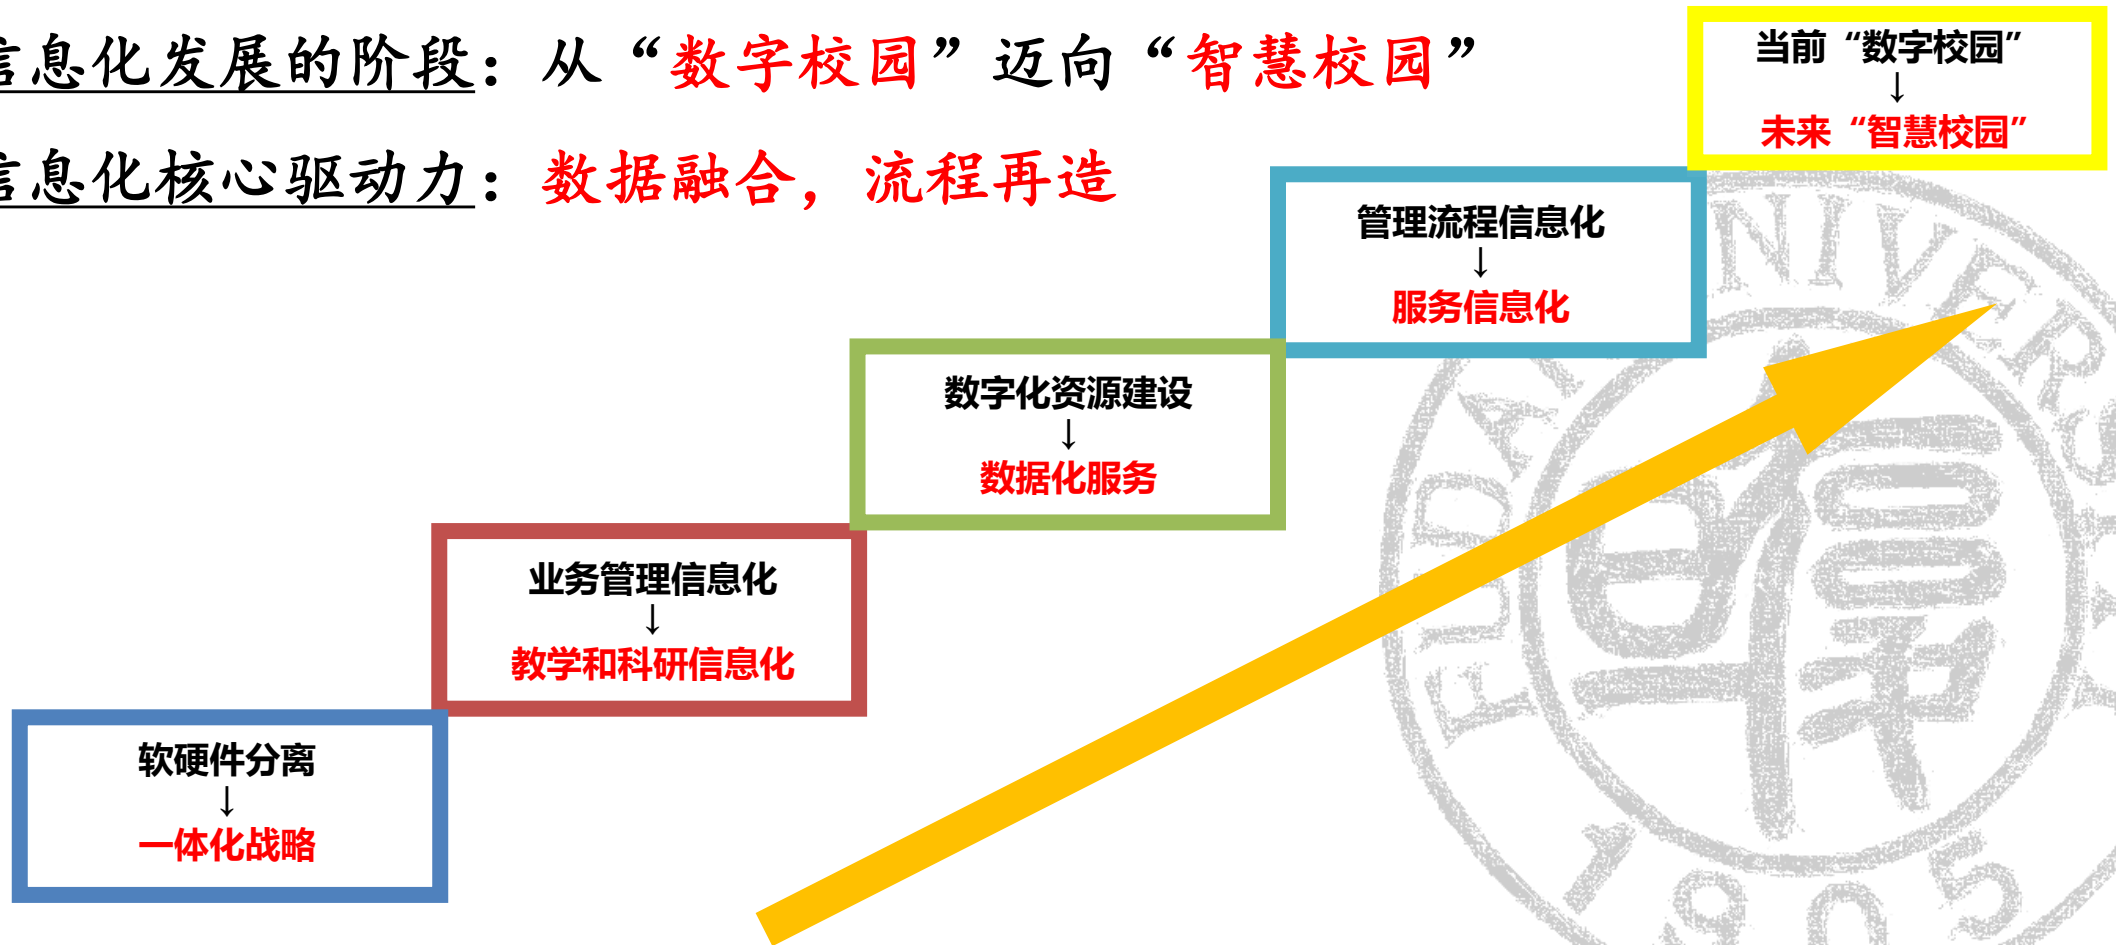 信息化发展的阶段：从“数字校园”迈向“智慧校园”
信息化核心驱动力：数据融合，流程再造
当前“数字校园”
↓
未来“智慧校园”
管理流程信息化
↓
服务信息化
数字化资源建设
↓
数据化服务
业务管理信息化
↓
教学和科研信息化
软硬件分离
↓
一体化战略
1905